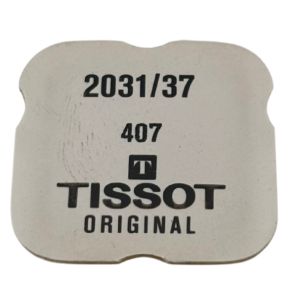 2031/37
407
T
TISSOT
ORIGINAL